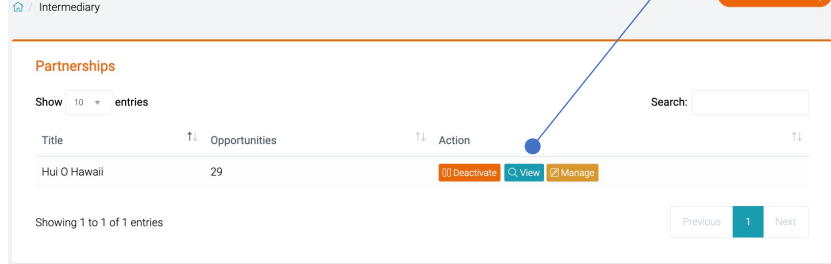 / Intermediary
Partnerships
Show 10 entries Search:
Title Opportunities Action
Hui O Hawaii 29 Deactivate View Manage
Showing 1 to 1 of 1 entries Previous 1 Next